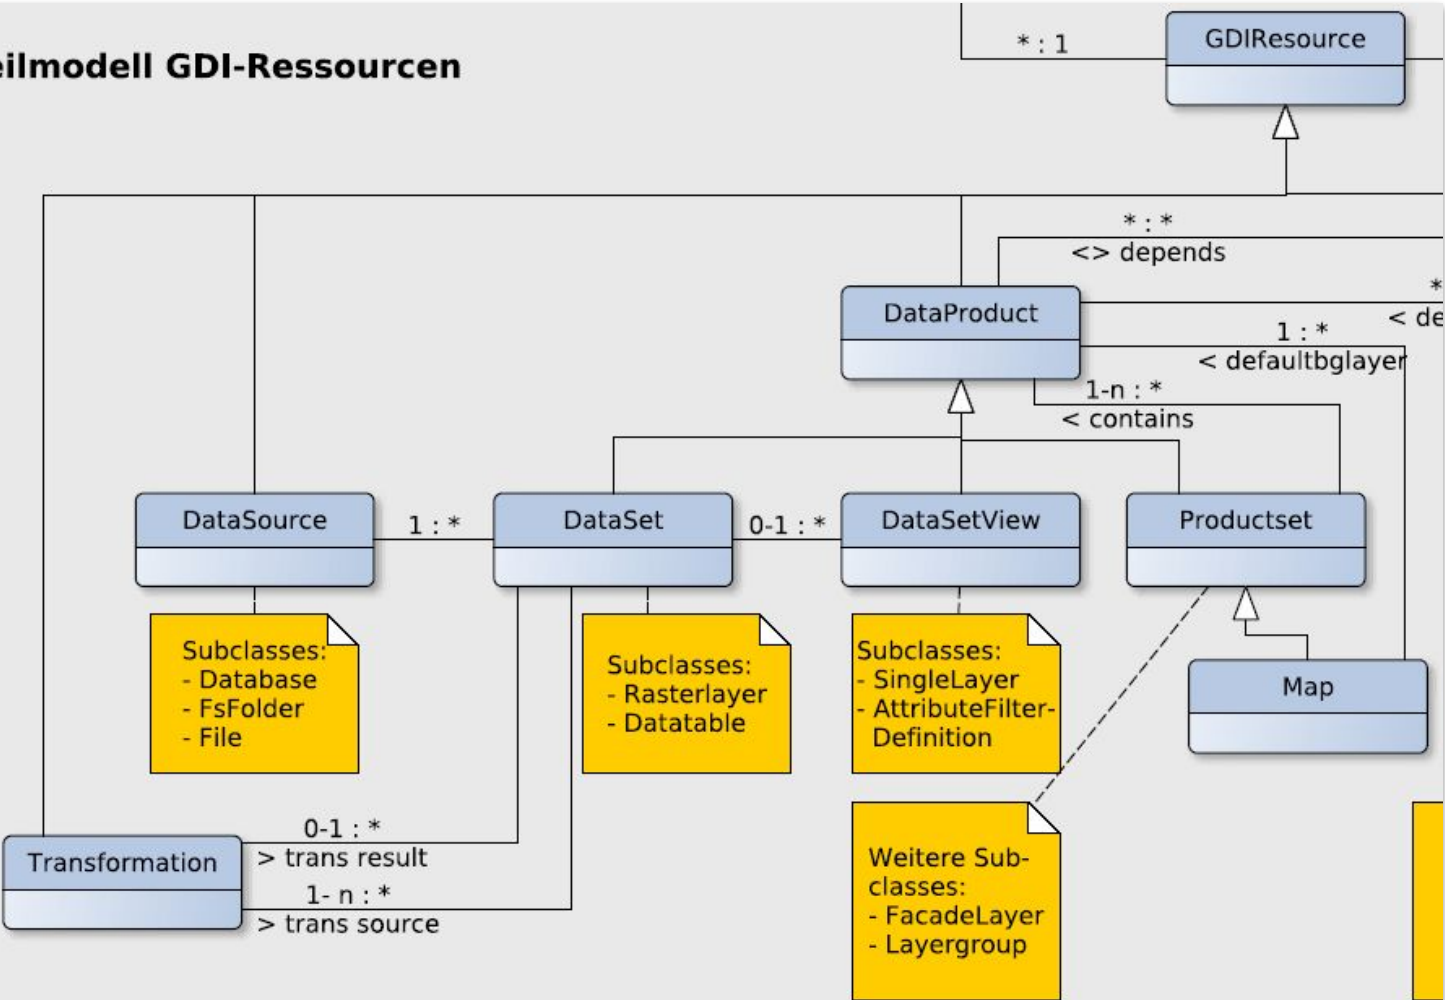 eilmodell GDI-Ressourcen
* : 1
GDIResource
* : *
<> depends
*
< de
DataProduct
1 : *
< defaultbglayer
1-n : *
< contains
DataSource
1 : *
DataSet
0-1 : *
DataSetView
Productset
Subclasses:
- Database
- FsFolder
- File
Subclasses:
- Rasterlayer
- Datatable
Subclasses:
- SingleLayer
- AttributeFilter-
Definition
Map
Transformation
0-1 : *
> trans result
1- n : *
> trans source
Weitere Sub-
classes:
- FacadeLayer
- Layergroup